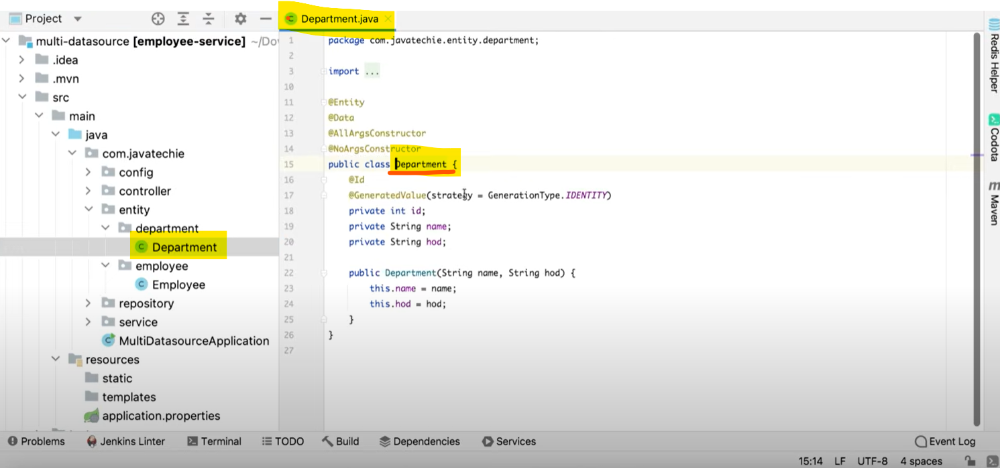 Project
Department.java
multi-datasource [employee-service] ~/Do
.idea
.mvn
src
main
java
com.javatechie
config
controller
entity
department
Department
employee
Employee
repository
service
MultiDatasourceApplication
resources
static
templates
application.properties
1 package com.javatechie.entity.department;
2
3 import ...
10
11 @Entity
12 @Data
13 @AllArgsConstructor
14 @NoArgsConstructor
15 public class Department {
16 @Id
17 @GeneratedValue(strategy = GenerationType.IDENTITY)
18 private int id;
19 private String name;
20 private String hod;
21
22 public Department(String name, String hod) {
23 this.name = name;
24 this.hod = hod;
25 }
26 }
27
Redis Helper
Codota
Maven
Problems Jenkins Linter Terminal TODO Build Dependencies Services Event Log
15:14 LF UTF-8 4 spaces